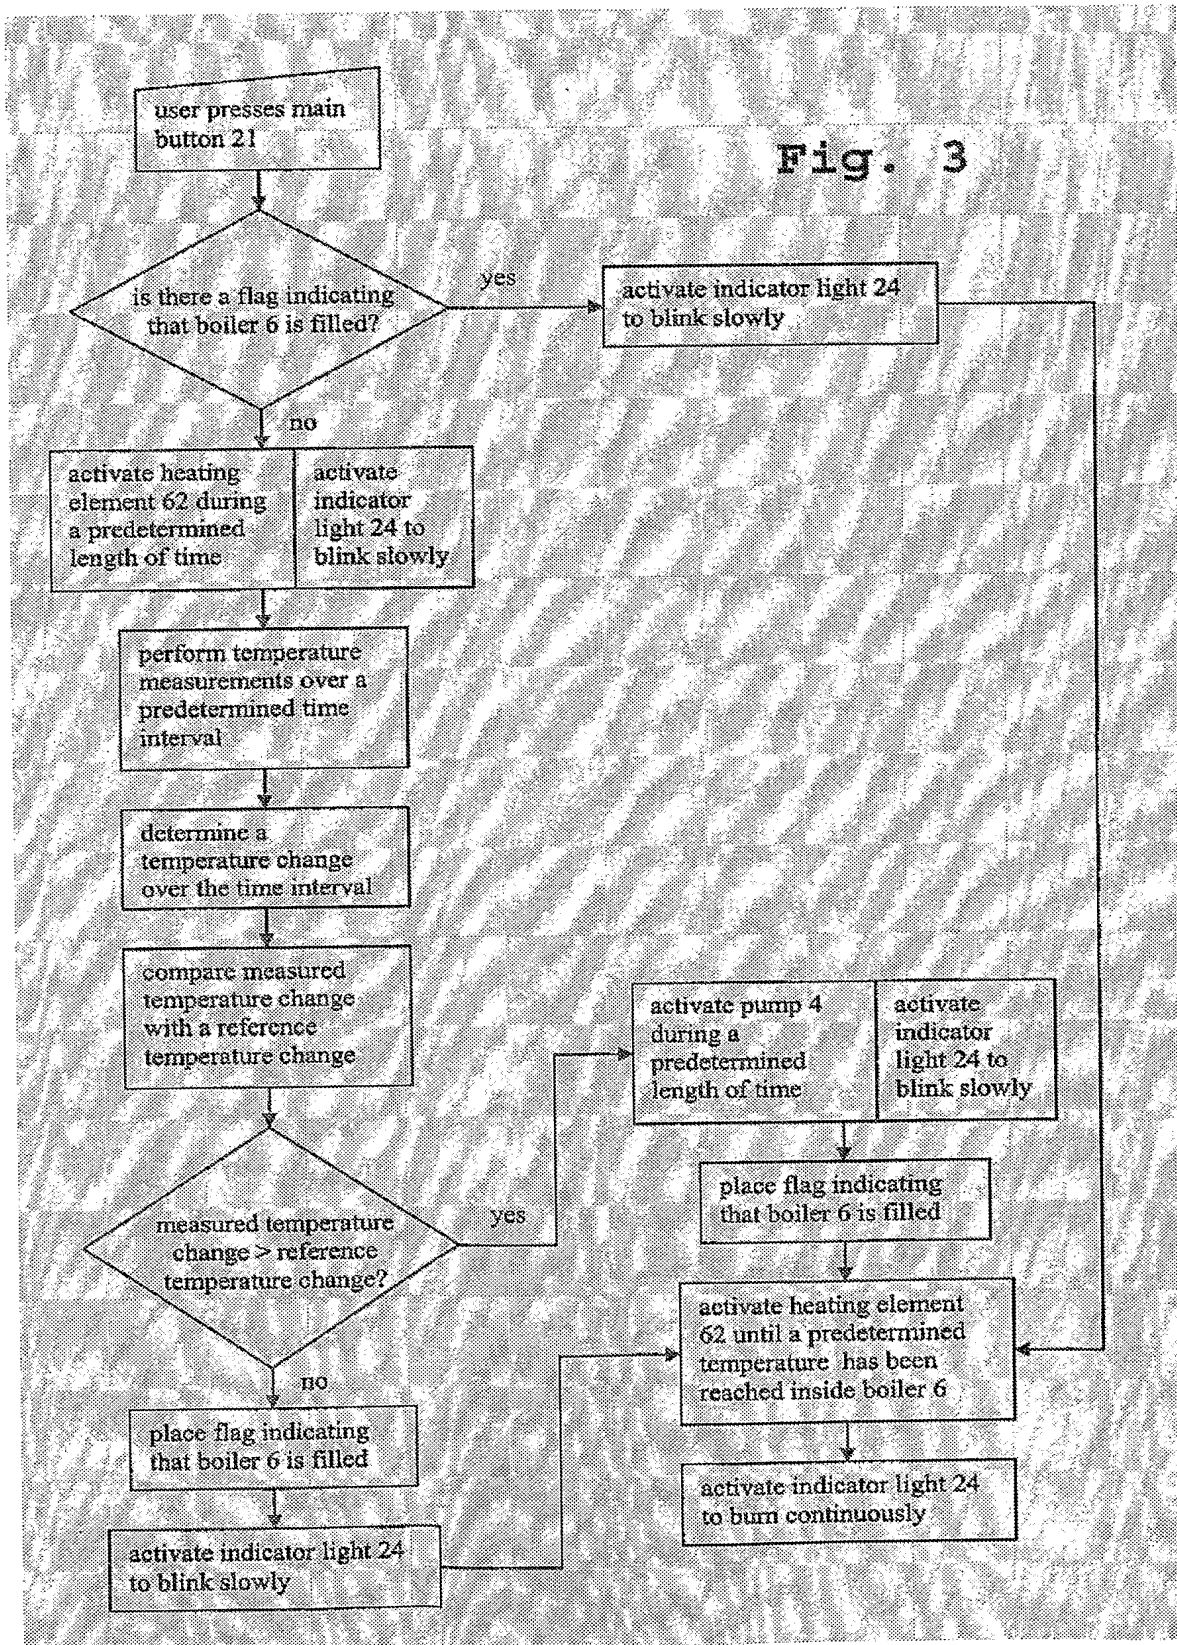 user presses main
button 21
Fig. 3
is there a flag indicating
that boiler 6 is filled?
yes
activate indicator light 24
to blink slowly
no
activate heating
element 62 during
a predetermined
length of time
activate
indicator
light 24 to
blink slowly
perform temperature
measurements over a
predetermined time
interval
determine a
temperature change
over the time interval
compare measured
temperature change
with a reference
temperature change
measured temperature
change > reference
temperature change?
yes
activate pump 4
during a
predetermined
length of time
activate
indicator
light 24 to
blink slowly
place flag indicating
that boiler 6 is filled
activate heating element
62 until a predetermined
temperature has been
reached inside boiler 6
activate indicator light 24
to burn continuously
no
place flag indicating
that boiler 6 is filled
activate indicator light 24
to blink slowly